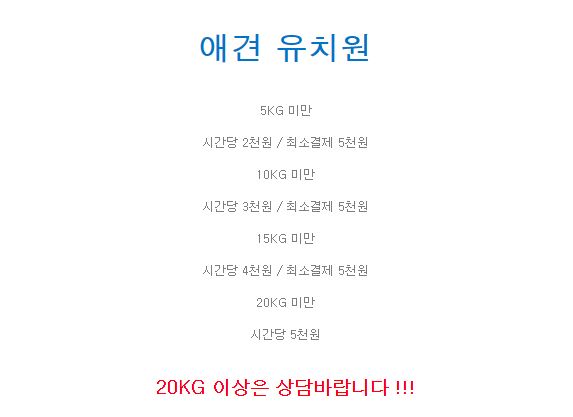 애견 유치원
5KG 미만
시간당 2천원 / 최소결제 5천원
10KG 미만
시간당 3천원 / 최소결제 5천원
15KG 미만
시간당 4천원 / 최소결제 5천원
20KG 미만
시간당 5천원
20KG 이상은 상담바랍니다 !!!